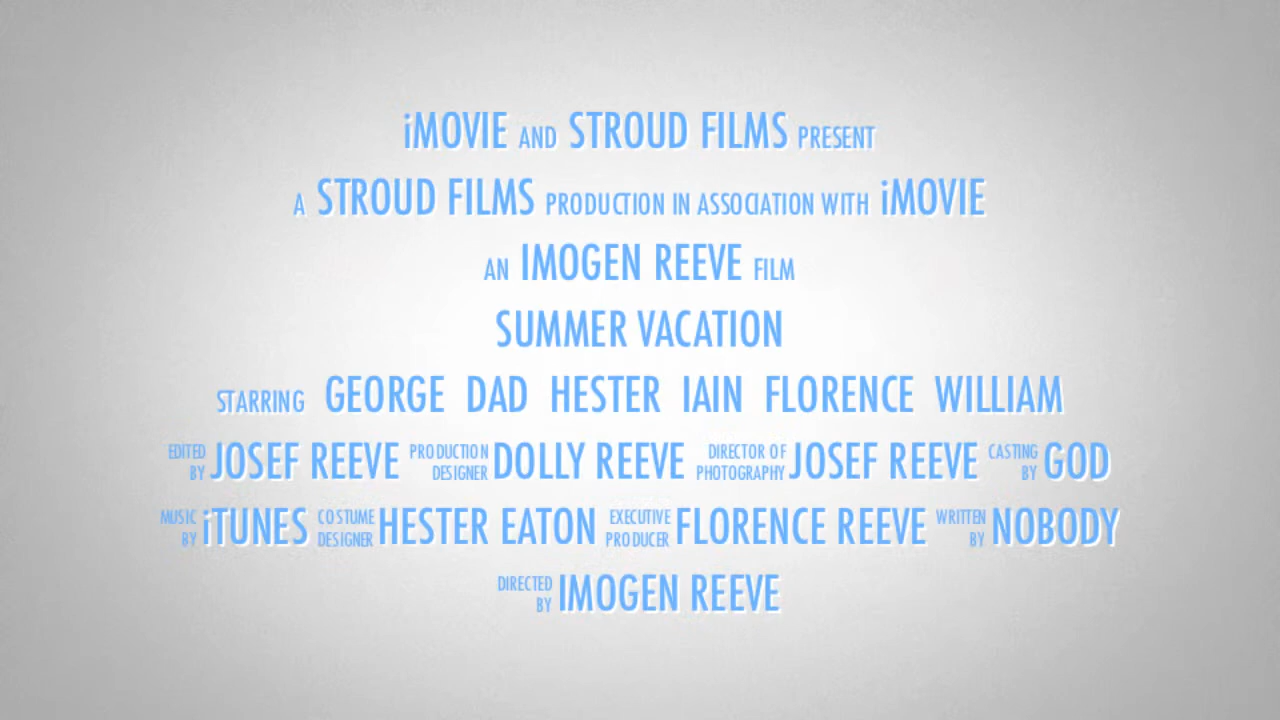 iMOVIE AND STROUD FILMS PRESENT
A STROUD FILMS PRODUCTION IN ASSOCIATION WITH iMOVIE
AN IMOGEN REEVE FILM
SUMMER VACATION
STARRING GEORGE DAD HESTER IAIN FLORENCE WILLIAM
EDITED BY JOSEF REEVE PRODUCTION DESIGNER DOLLY REEVE DIRECTOR OF PHOTOGRAPHY JOSEF REEVE CASTING BY GOD
MUSIC BY iTUNES COSTUME DESIGNER HESTER EATON EXECUTIVE PRODUCER FLORENCE REEVE WRITTEN BY NOBODY
DIRECTED BY IMOGEN REEVE